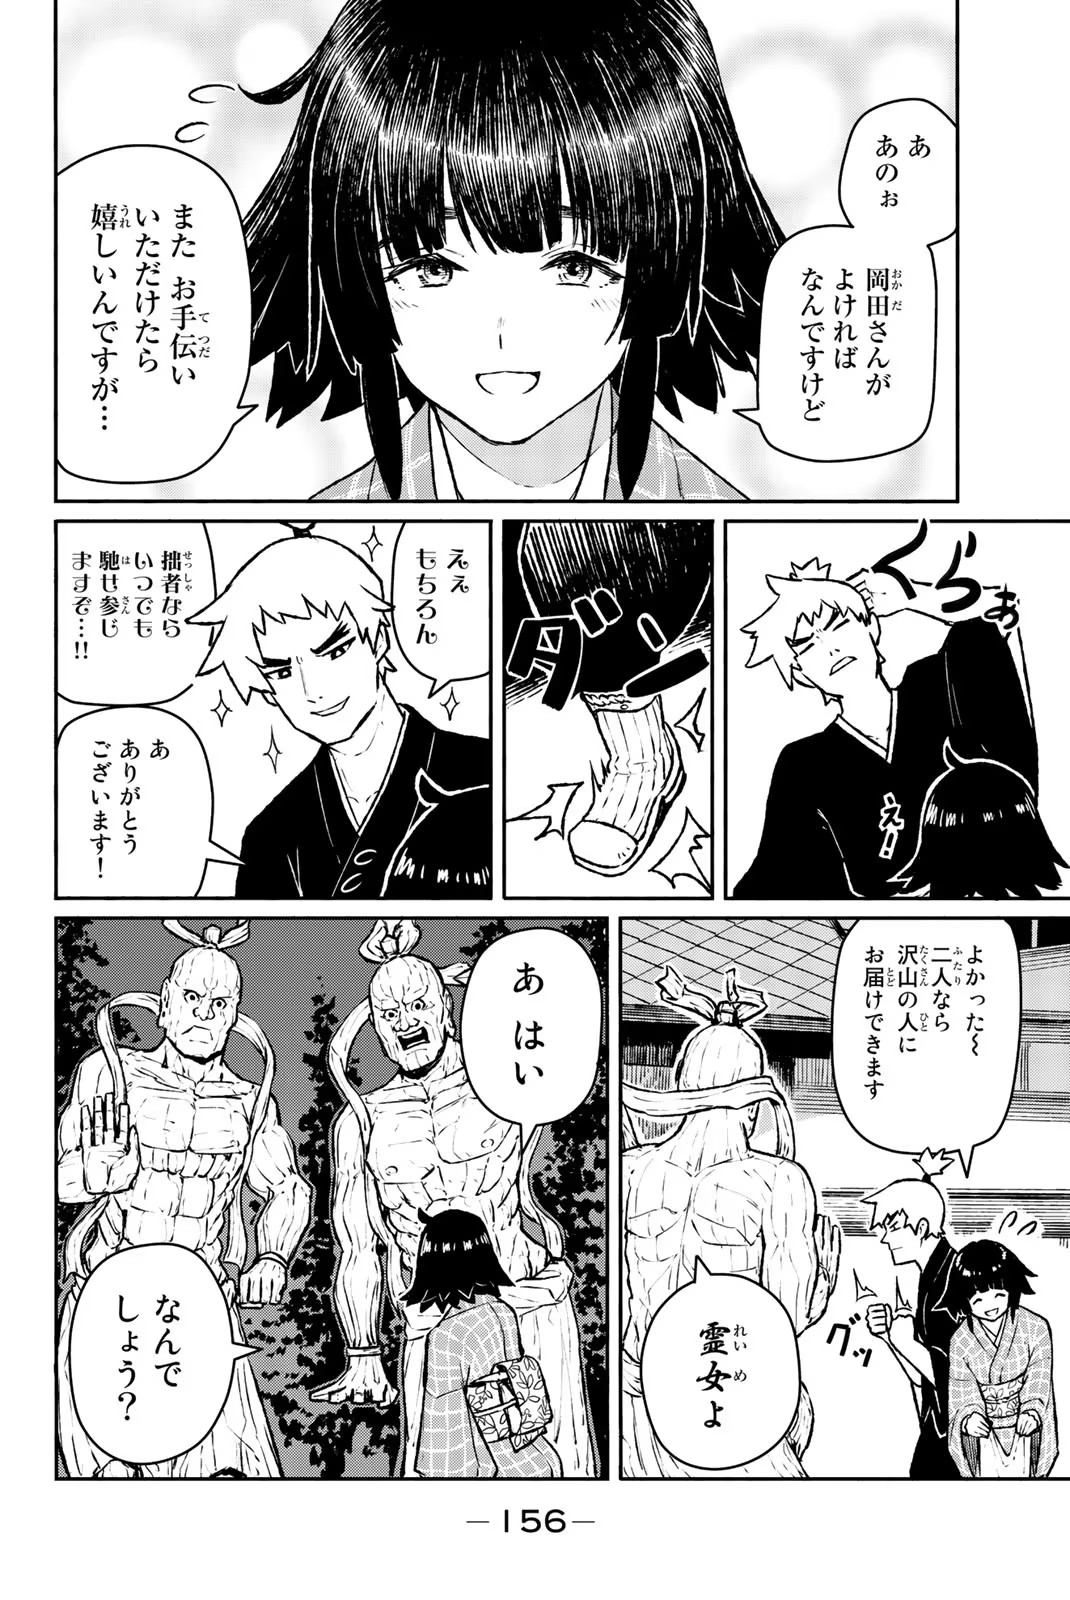 あ
あのぉ
岡田さんが
よければ
なんですけど
また お手伝い
いただけたら
嬉しいんですが…
くらぁ
え!
ダンッ
ええ
もちろん
拙者なら
いつでも
馳せ参じ
ますぞ…!!
あ
ありがとう
ございます!
よかった〜
二人なら
沢山の人に
お届けできます
グッ
霊女よ
あ はい
なんで
しょう?
—156—